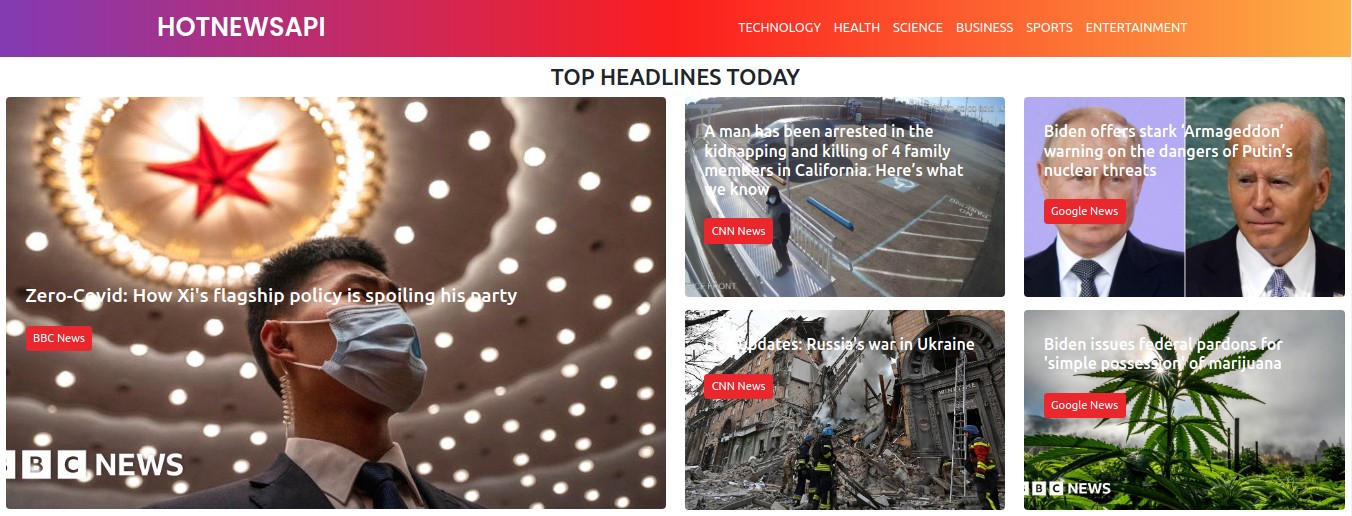 HOTNEWSAPI
TECHNOLOGY HEALTH SCIENCE BUSINESS SPORTS ENTERTAINMENT
TOP HEADLINES TODAY
Zero-Covid: How Xi's flagship policy is spoiling his party
BBC News
B C NEWS
A man has been arrested in the
kidnapping and killing of 4 family
members in California. Here's what
we know
CNN News
Biden offers stark 'Armageddon'
warning on the dangers of Putin's
nuclear threats
Google News
updates: Russia's war in Ukraine
CNN News
Biden issues federal pardons for
'simple possession' of marijuana
Google News
B C NEWS